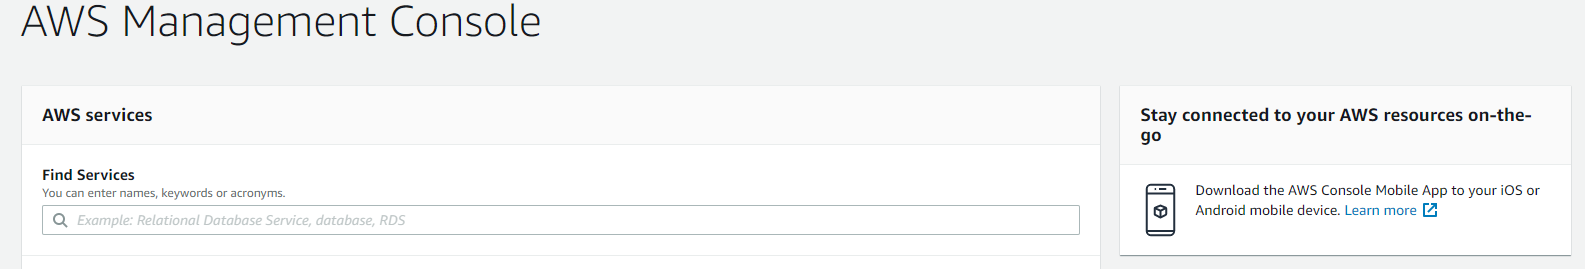 AWS Management Console
AWS services
Find Services
You can enter names, keywords or acronyms.
Example: Relational Database Service, database, RDS
Stay connected to your AWS resources on-the-
go
Download the AWS Console Mobile App to your iOS or
Android mobile device. Learn more